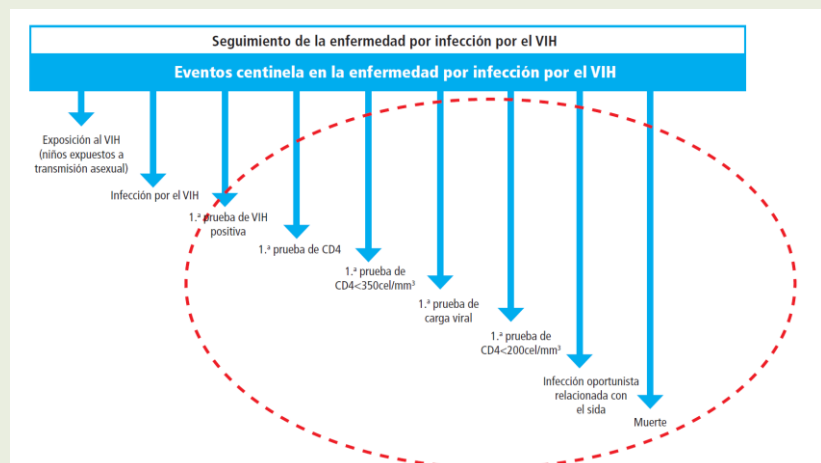 Seguimiento de la enfermedad por infección por el VIH
Eventos centinela en la enfermedad por infección por el VIH
Exposición al VIH
(niños expuestos a
transmisión asexual)
Infección por el VIH
1.ª prueba de VIH
positiva
1.ª prueba de CD4
1.ª prueba de
CD4<350cel/mm³
1.ª prueba de
carga viral
1.ª prueba de
CD4<200cel/mm³
Infección oportunista
relacionada con
el sida
Muerte